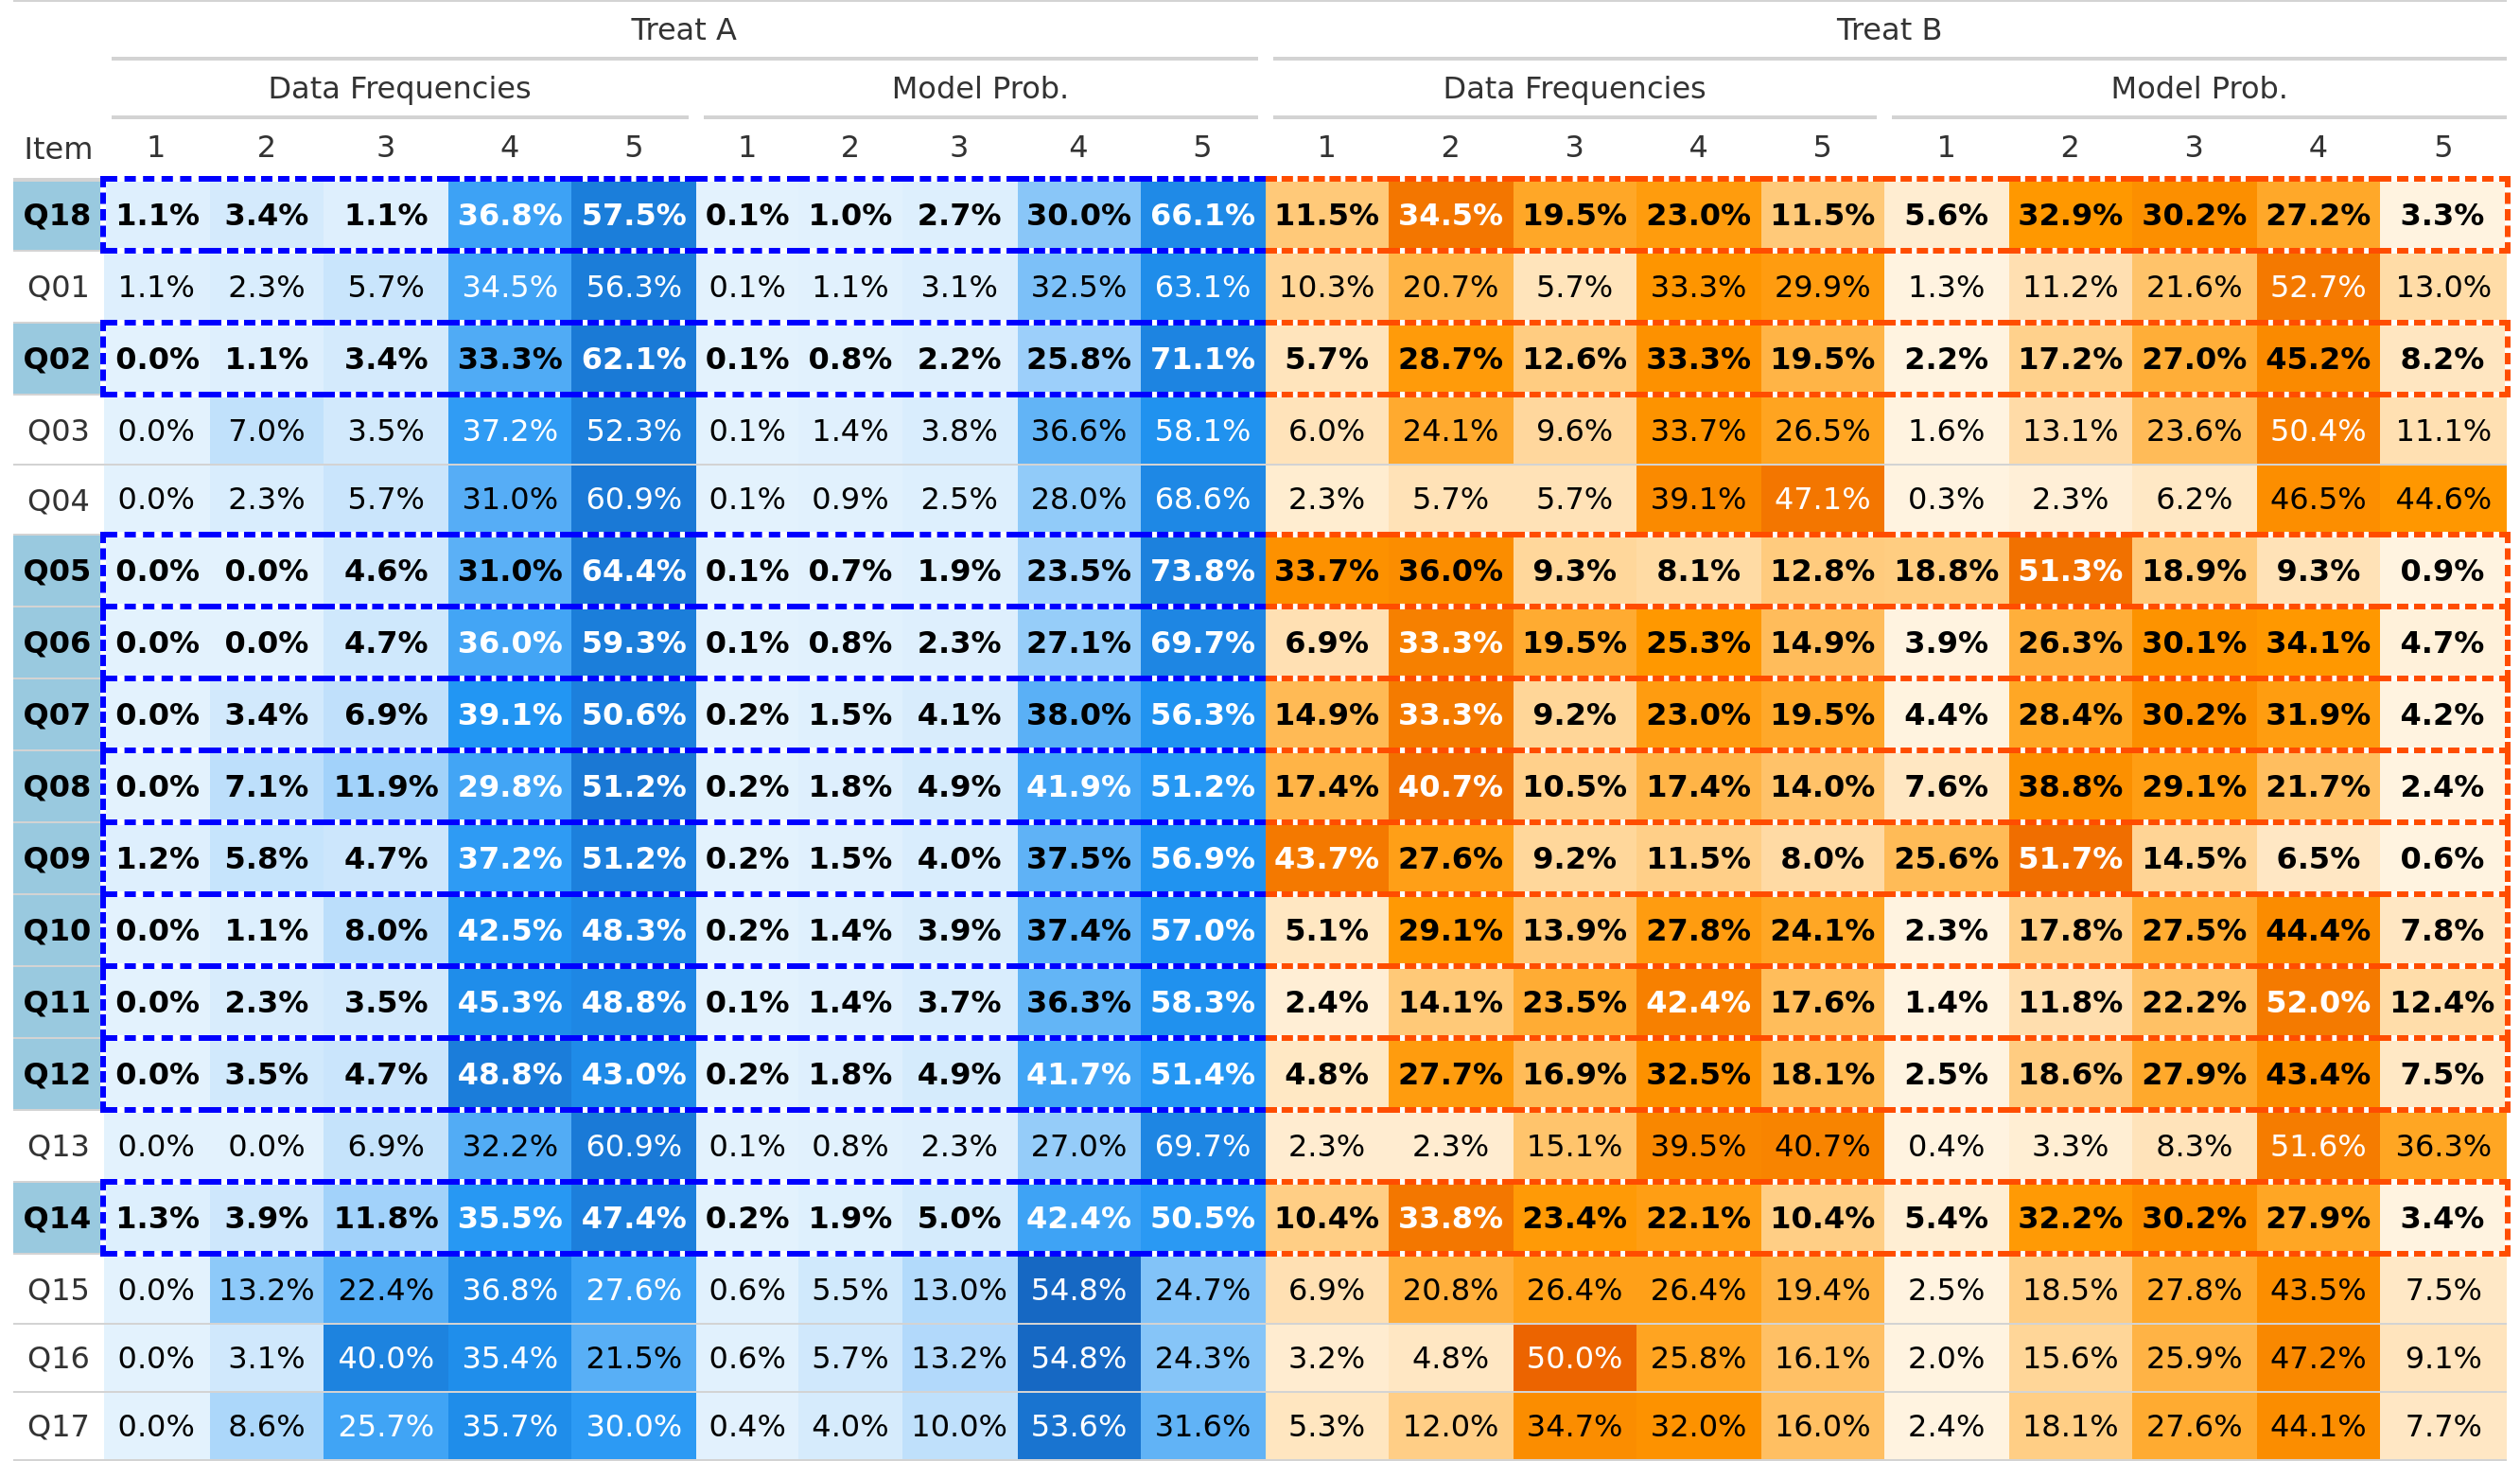 Treat A Treat B
Data Frequencies Model Prob. Data Frequencies Model Prob.
Item 1 2 3 4 5 1 2 3 4 5 1 2 3 4 5 1 2 3 4 5
Q18 1.1% 3.4% 1.1% 36.8% 57.5% 0.1% 1.0% 2.7% 30.0% 66.1% 11.5% 34.5% 19.5% 23.0% 11.5% 5.6% 32.9% 30.2% 27.2% 3.3%
Q01 1.1% 2.3% 5.7% 34.5% 56.3% 0.1% 1.1% 3.1% 32.5% 63.1% 10.3% 20.7% 5.7% 33.3% 29.9% 1.3% 11.2% 21.6% 52.7% 13.0%
Q02 0.0% 1.1% 3.4% 33.3% 62.1% 0.1% 0.8% 2.2% 25.8% 71.1% 5.7% 28.7% 12.6% 33.3% 19.5% 2.2% 17.2% 27.0% 45.2% 8.2%
Q03 0.0% 7.0% 3.5% 37.2% 52.3% 0.1% 1.4% 3.8% 36.6% 58.1% 6.0% 24.1% 9.6% 33.7% 26.5% 1.6% 13.1% 23.6% 50.4% 11.1%
Q04 0.0% 2.3% 5.7% 31.0% 60.9% 0.1% 0.9% 2.5% 28.0% 68.6% 2.3% 5.7% 5.7% 39.1% 47.1% 0.3% 2.3% 6.2% 46.5% 44.6%
Q05 0.0% 0.0% 4.6% 31.0% 64.4% 0.1% 0.7% 1.9% 23.5% 73.8% 33.7% 36.0% 9.3% 8.1% 12.8% 18.8% 51.3% 18.9% 9.3% 0.9%
Q06 0.0% 0.0% 4.7% 36.0% 59.3% 0.1% 0.8% 2.3% 27.1% 69.7% 6.9% 33.3% 19.5% 25.3% 14.9% 3.9% 26.3% 30.1% 34.1% 4.7%
Q07 0.0% 3.4% 6.9% 39.1% 50.6% 0.2% 1.5% 4.1% 38.0% 56.3% 14.9% 33.3% 9.2% 23.0% 19.5% 4.4% 28.4% 30.2% 31.9% 4.2%
Q08 0.0% 7.1% 11.9% 29.8% 51.2% 0.2% 1.8% 4.9% 41.9% 51.2% 17.4% 40.7% 10.5% 17.4% 14.0% 7.6% 38.8% 29.1% 21.7% 2.4%
Q09 1.2% 5.8% 4.7% 37.2% 51.2% 0.2% 1.5% 4.0% 37.5% 56.9% 43.7% 27.6% 9.2% 11.5% 8.0% 25.6% 51.7% 14.5% 6.5% 0.6%
Q10 0.0% 1.1% 8.0% 42.5% 48.3% 0.2% 1.4% 3.9% 37.4% 57.0% 5.1% 29.1% 13.9% 27.8% 24.1% 2.3% 17.8% 27.5% 44.4% 7.8%
Q11 0.0% 2.3% 3.5% 45.3% 48.8% 0.1% 1.4% 3.7% 36.3% 58.3% 2.4% 14.1% 23.5% 42.4% 17.6% 1.4% 11.8% 22.2% 52.0% 12.4%
Q12 0.0% 3.5% 4.7% 48.8% 43.0% 0.2% 1.8% 4.9% 41.7% 51.4% 4.8% 27.7% 16.9% 32.5% 18.1% 2.5% 18.6% 27.9% 43.4% 7.5%
Q13 0.0% 0.0% 6.9% 32.2% 60.9% 0.1% 0.8% 2.3% 27.0% 69.7% 2.3% 2.3% 15.1% 39.5% 40.7% 0.4% 3.3% 8.3% 51.6% 36.3%
Q14 1.3% 3.9% 11.8% 35.5% 47.4% 0.2% 1.9% 5.0% 42.4% 50.5% 10.4% 33.8% 23.4% 22.1% 10.4% 5.4% 32.2% 30.2% 27.9% 3.4%
Q15 0.0% 13.2% 22.4% 36.8% 27.6% 0.6% 5.5% 13.0% 54.8% 24.7% 6.9% 20.8% 26.4% 26.4% 19.4% 2.5% 18.5% 27.8% 43.5% 7.5%
Q16 0.0% 3.1% 40.0% 35.4% 21.5% 0.6% 5.7% 13.2% 54.8% 24.3% 3.2% 4.8% 50.0% 25.8% 16.1% 2.0% 15.6% 25.9% 47.2% 9.1%
Q17 0.0% 8.6% 25.7% 35.7% 30.0% 0.4% 4.0% 10.0% 53.6% 31.6% 5.3% 12.0% 34.7% 32.0% 16.0% 2.4% 18.1% 27.6% 44.1% 7.7%